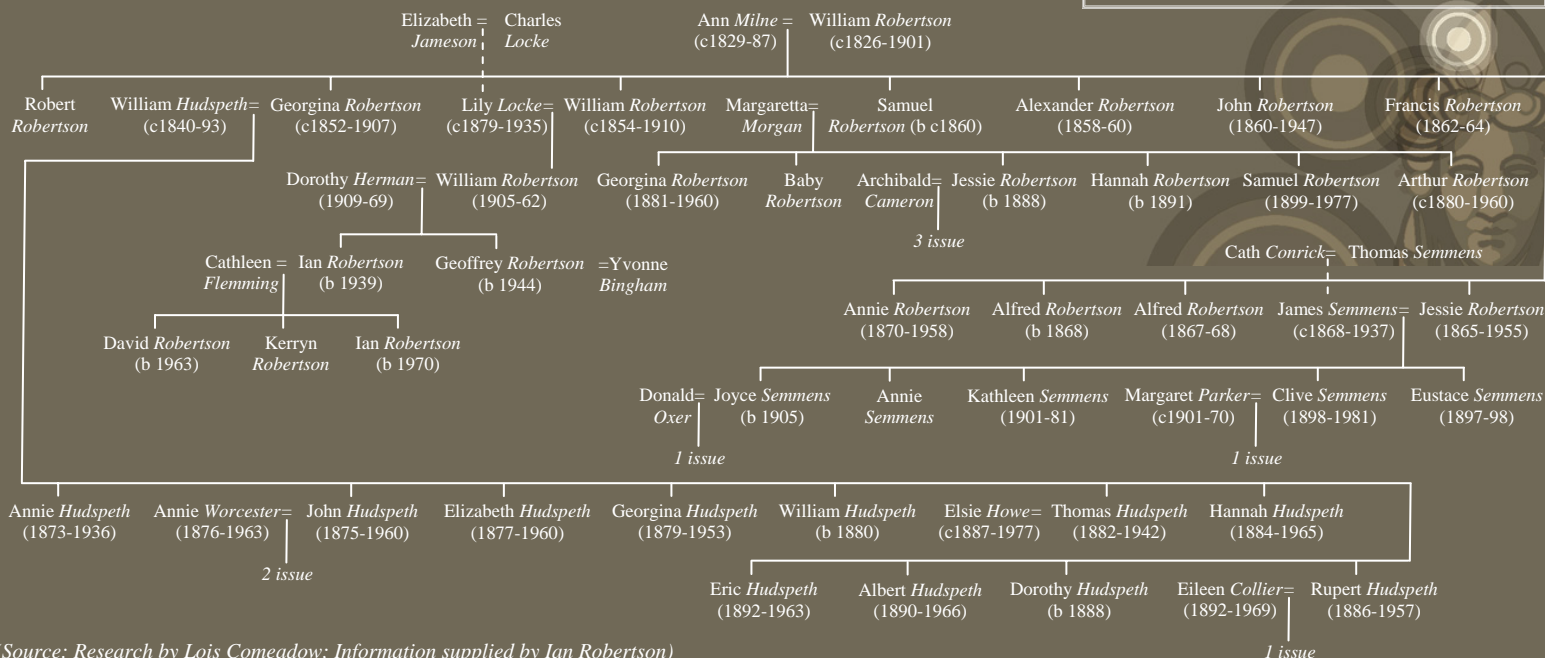 Elizabeth = Charles
Jameson Locke
Ann Milne = William Robertson
(c1829-87) (c1826-1901)
Robert William Hudspeth= Georgina Robertson Lily Locke= William Robertson Margaretta= Samuel Alexander Robertson John Robertson Francis Robertson
Robertson (c1840-93) (c1852-1907) (c1879-1935) (c1854-1910) Morgan Robertson (b c1860) (1858-60) (1860-1947) (1862-64)
Dorothy Herman= William Robertson Georgina Robertson Baby Archibald= Jessie Robertson Hannah Robertson Samuel Robertson Arthur Robertson
(1909-69) (1905-62) (1881-1960) Robertson Cameron (b 1888) (b 1891) (1899-1977) (c1880-1960)
3 issue
Cath Conrick= Thomas Semmens
Cathleen = Ian Robertson Geoffrey Robertson =Yvonne
Flemming (b 1939) (b 1944) Bingham
Annie Robertson Alfred Robertson Alfred Robertson James Semmens= Jessie Robertson
(1870-1958) (b 1868) (1867-68) (c1868-1937) (1865-1955)
David Robertson Kerryn Ian Robertson
(b 1963) Robertson (b 1970)
Donald= Joyce Semmens Annie Kathleen Semmens Margaret Parker= Clive Semmens Eustace Semmens
Oxer (b 1905) Semmens (1901-81) (c1901-70) (1898-1981) (1897-98)
1 issue 1 issue
Annie Hudspeth Annie Worcester= John Hudspeth Elizabeth Hudspeth Georgina Hudspeth William Hudspeth Elsie Howe= Thomas Hudspeth Hannah Hudspeth
(1873-1936) (1876-1963) (1875-1960) (1877-1960) (1879-1953) (b 1880) (c1887-1977) (1882-1942) (1884-1965)
2 issue
Eric Hudspeth Albert Hudspeth Dorothy Hudspeth Eileen Collier= Rupert Hudspeth
(1892-1963) (1890-1966) (b 1888) (1892-1969) (1886-1957)
1 issue
(Source: Research by Lois Comeadow; Information supplied by Ian Robertson)